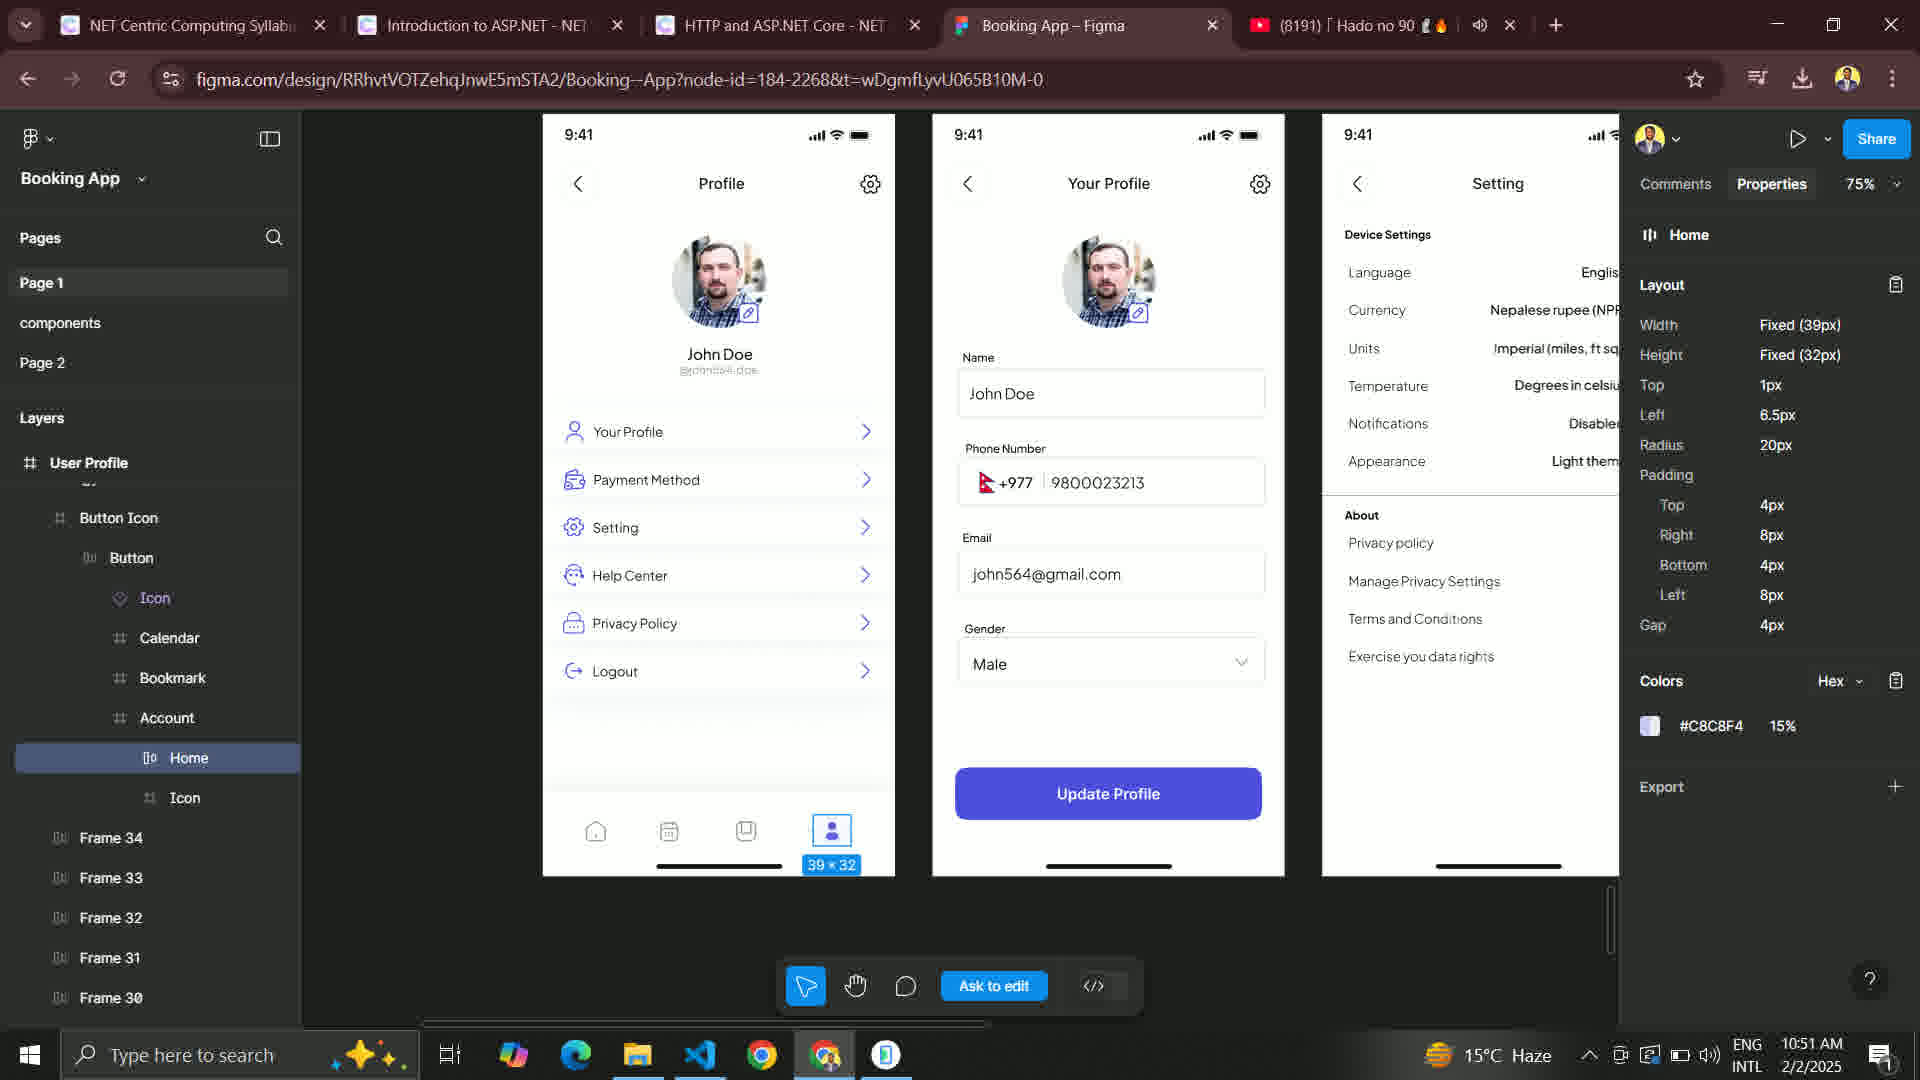 NET Centric Computing Syllabu
Introduction to ASP.NET - NET
HTTP and ASP.NET Core - NET
Booking App – Figma
(8191) 「 Hado no 90
figma.com/design/RRhvtVOTZehqJnwE5mSTA2/Booking--App?node-id=184-2268&t=wDgmfLyvU065B10M-0
Booking App
Pages
Page 1
components
Page 2
Layers
User Profile
Button Icon
Button
Icon
Calendar
Bookmark
Account
Home
Icon
Frame 34
Frame 33
Frame 32
Frame 31
Frame 30
9:41
Profile
John Doe
@john564.doe
Your Profile
Payment Method
Setting
Help Center
Privacy Policy
Logout
39 × 32
9:41
Your Profile
Name
John Doe
Phone Number
+977 9800023213
Email
john564@gmail.com
Gender
Male
Update Profile
9:41
Setting
Device Settings
Language Englis
Currency Nepalese rupee (NPR
Units Imperial (miles, ft sq
Temperature Degrees in celsiu
Notifications Disable
Appearance Light them
About
Privacy policy
Manage Privacy Settings
Terms and Conditions
Exercise you data rights
Ask to edit
Share
Comments Properties 75%
Home
Layout
Width Fixed (39px)
Height Fixed (32px)
Top 1px
Left 6.5px
Radius 20px
Padding
Top 4px
Right 8px
Bottom 4px
Left 8px
Gap 4px
Colors Hex
#C8C8F4 15%
Export
?
Type here to search
15°C Haze
ENG
INTL
10:51 AM
2/2/2025
1